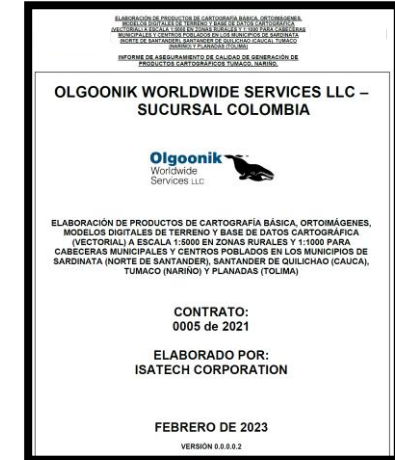 ELABORACIÓN DE PRODUCTOS DE CARTOGRAFÍA BÁSICA, ORTOIMÁGENES,
MODELOS DIGITALES DE TERRENO Y BASE DE DATOS CARTOGRÁFICA
(VECTORIAL) A ESCALA 1:5000 EN ZONAS RURALES Y 1:1000 PARA CABECERAS
MUNICIPALES Y CENTROS POBLADOS EN LOS MUNICIPIOS DE SARDINATA
(NORTE DE SANTANDER), SANTANDER DE QUILICHAO (CAUCA), TUMACO
(NARIÑO) Y PLANADAS (TOLIMA)
INFORME DE ASEGURAMIENTO DE CALIDAD DE GENERACIÓN DE
PRODUCTOS CARTOGRAFICOS TUMACO, NARIÑO.
OLGOONIK WORLDWIDE SERVICES LLC –
SUCURSAL COLOMBIA
Olgoonik
Worldwide
Services LLC
ELABORACIÓN DE PRODUCTOS DE CARTOGRAFÍA BÁSICA, ORTOIMÁGENES,
MODELOS DIGITALES DE TERRENO Y BASE DE DATOS CARTOGRÁFICA
(VECTORIAL) A ESCALA 1:5000 EN ZONAS RURALES Y 1:1000 PARA
CABECERAS MUNICIPALES Y CENTROS POBLADOS EN LOS MUNICIPIOS DE
SARDINATA (NORTE DE SANTANDER), SANTANDER DE QUILICHAO (CAUCA),
TUMACO (NARIÑO) Y PLANADAS (TOLIMA)
CONTRATO:
0005 de 2021
ELABORADO POR:
ISATECH CORPORATION
FEBRERO DE 2023
VERSIÓN 0.0.0.0.2